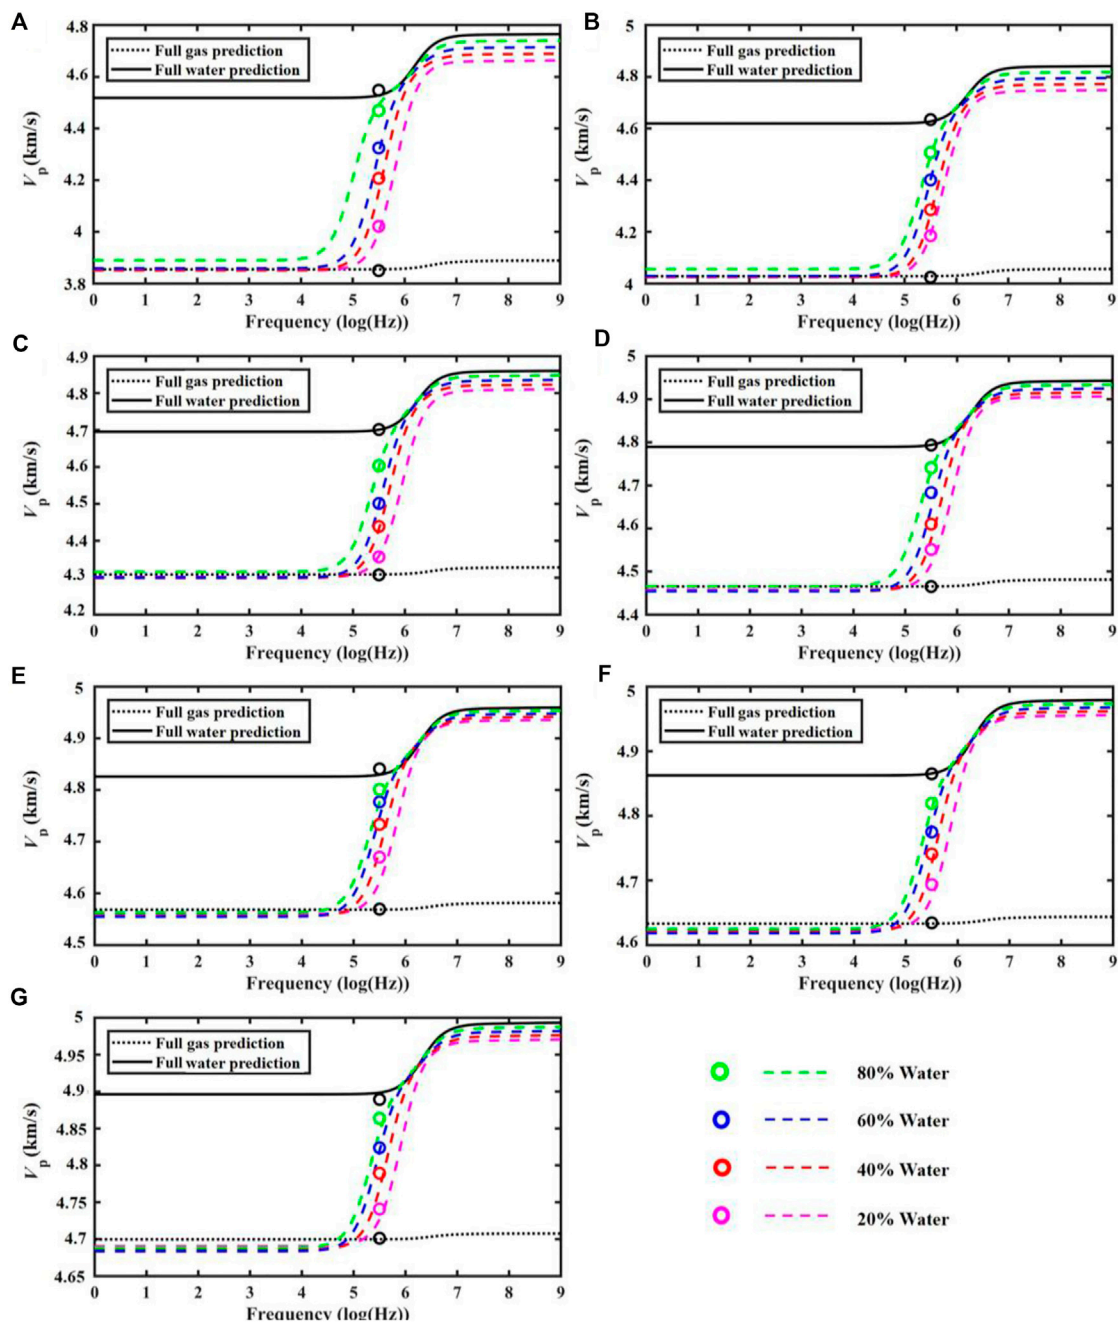 A
4.8
4.6
4.4
4.2
4
3.8
Vp (km/s)
Full gas prediction
Full water prediction
0 1 2 3 4 5 6 7 8 9
Frequency (log(Hz))
B
5
4.8
4.6
4.4
4.2
4
Vp (km/s)
Full gas prediction
Full water prediction
0 1 2 3 4 5 6 7 8 9
Frequency (log(Hz))
C
4.9
4.8
4.7
4.6
4.5
4.4
4.3
4.2
Vp (km/s)
Full gas prediction
Full water prediction
0 1 2 3 4 5 6 7 8 9
Frequency (log(Hz))
D
5
4.9
4.8
4.7
4.6
4.5
4.4
Vp (km/s)
Full gas prediction
Full water prediction
0 1 2 3 4 5 6 7 8 9
Frequency (log(Hz))
E
5
4.9
4.8
4.7
4.6
4.5
Vp (km/s)
Full gas prediction
Full water prediction
0 1 2 3 4 5 6 7 8 9
Frequency (log(Hz))
F
5
4.9
4.8
4.7
4.6
Vp (km/s)
Full gas prediction
Full water prediction
0 1 2 3 4 5 6 7 8 9
Frequency (log(Hz))
G
5
4.95
4.9
4.85
4.8
4.75
4.7
4.65
Vp (km/s)
Full gas prediction
Full water prediction
0 1 2 3 4 5 6 7 8 9
Frequency (log(Hz))
80% Water
60% Water
40% Water
20% Water